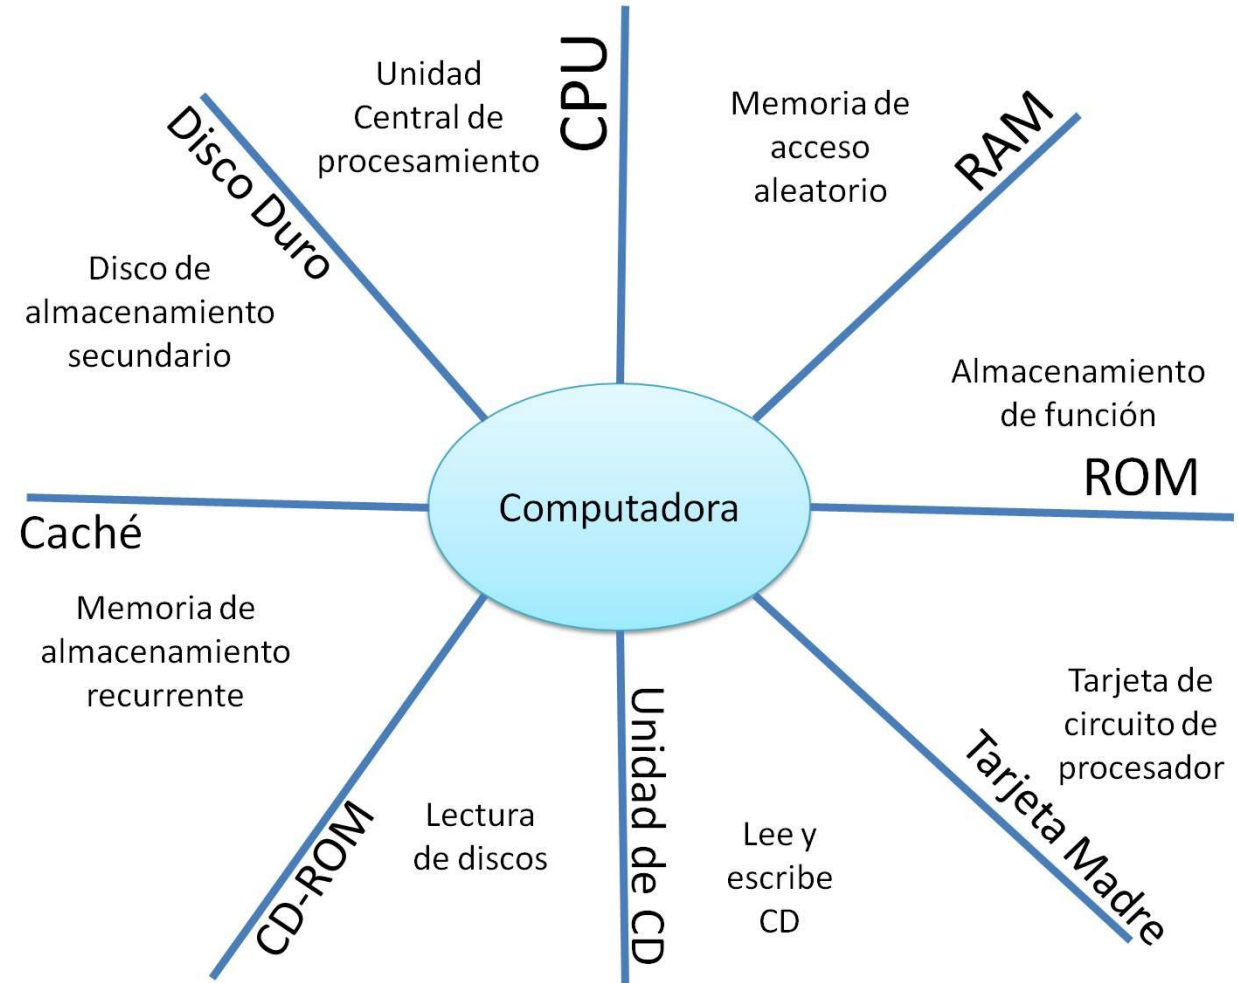 CPU
Unidad
Central de
procesamiento
RAM
Memoria de
acceso
aleatorio
ROM
Almacenamiento
de función
Tarjeta Madre
Tarjeta de
circuito de
procesador
Unidad de CD
Lee y
escribe
CD
CD-ROM
Lectura
de discos
Caché
Memoria de
almacenamiento
recurrente
Disco Duro
Disco de
almacenamiento
secundario
Computadora